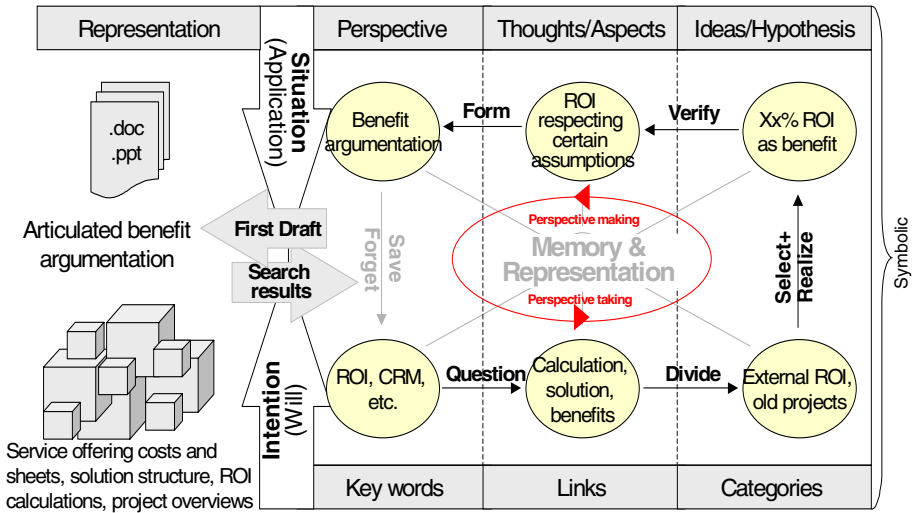 Representation
Perspective
Thoughts/Aspects
Ideas/Hypothesis
Situation
(Application)
.doc
.ppt
Benefit
argumentation
Form
ROI
respecting
certain
assumptions
Verify
Xx% ROI
as benefit
Articulated benefit
argumentation
First Draft
Search
results
Save
Forget
Perspective making
Memory &
Representation
Perspective taking
Select+
Realize
Symbolic
Intention
(Will)
ROI, CRM,
etc.
Question
Calculation,
solution,
benefits
Divide
External ROI,
old projects
Service offering costs and
sheets, solution structure, ROI
calculations, project overviews
Key words
Links
Categories